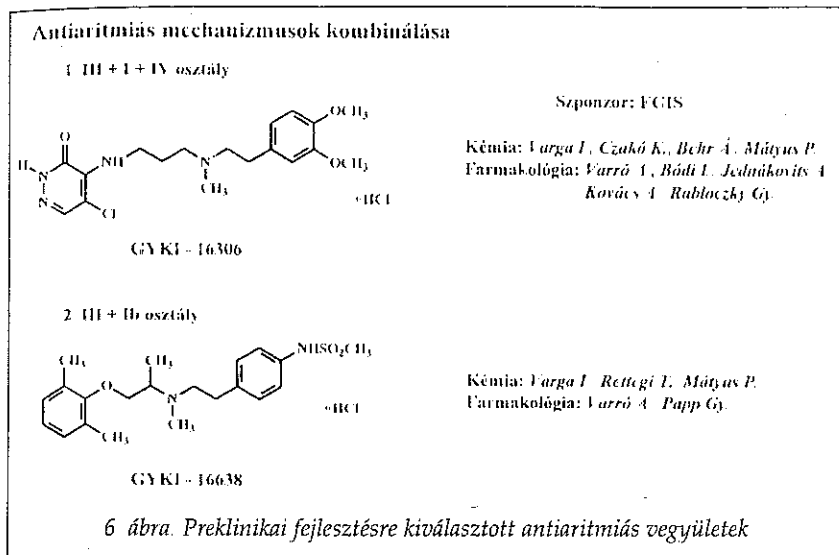 Antiaritmiás mechanizmusok kombinálása
1 III + I + IV osztály
Szponzor: EGIS
OCH₃
O
NH
H
N
N
Cl
N
CH₃
OCH₃
•HCl
Kémia: Varga I., Czakó K., Behr Á., Mátyus P.
Farmakológia: Varró A., Bódi I., Jednákovits A
Kovács A. Rabloczky Gy.
GYKI - 16306
2 III + Ib osztály
NHSO₂CH₃
CH₃
CH₃
O
N
CH₃
CH₃
•HCl
Kémia: Varga I. Rettegi T. Mátyus P.
Farmakológia: Varró A. Papp Gy.
GYKI - 16638
6 ábra. Preklinikai fejlesztésre kiválasztott antiaritmiás vegyületek